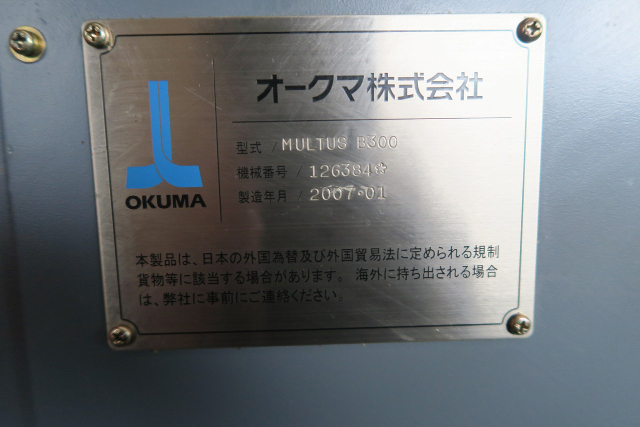 オークマ株式会社
OKUMA
型式 / MULTUS B300
機械番号 / 126384*
製造年月 / 2007・01
本製品は、日本の外国為替及び外国貿易法に定められる規制
貨物等に該当する場合があります。海外に持ち出される場合
は、弊社に事前にご連絡ください。